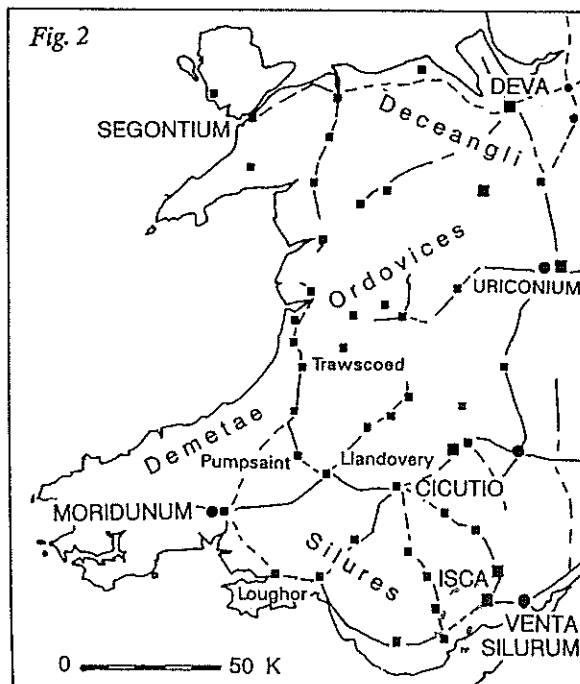 Fig. 2
DEVA
SEGONTIUM
Deceangli
Ordovices
URICONIUM
Trawscoed
Demetae
Pumpsaint
Llandovery
CICUTIO
MORIDUNUM
Silures
ISCA
Loughor
VENTA
SILURUM
0 50 K